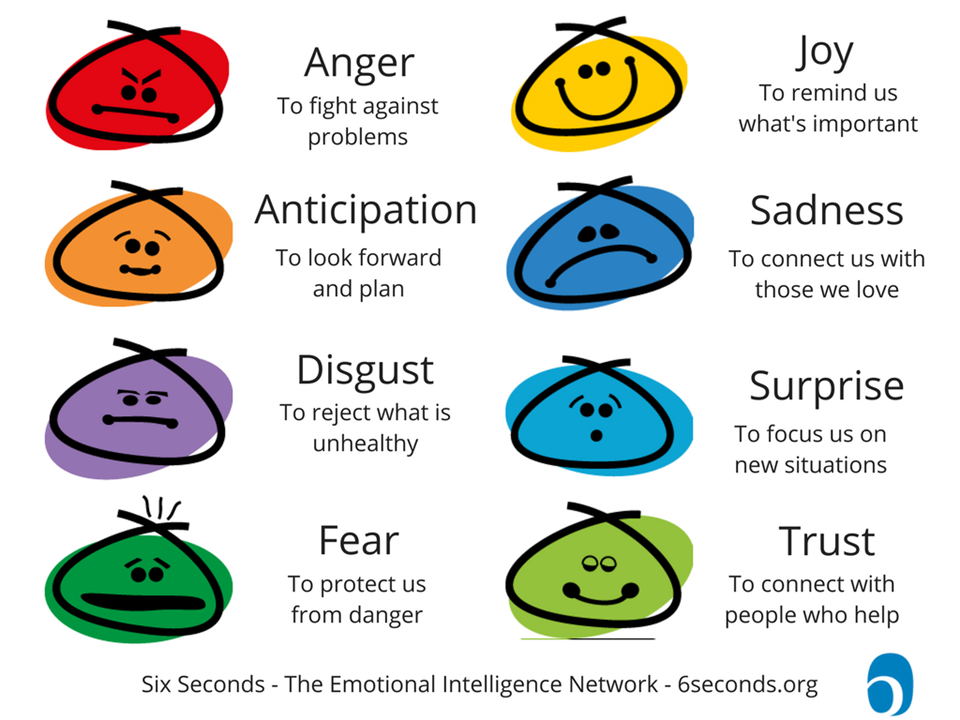 Anger
To fight against
problems
Joy
To remind us
what's important
Anticipation
To look forward
and plan
Sadness
To connect us with
those we love
Disgust
To reject what is
unhealthy
Surprise
To focus us on
new situations
Fear
To protect us
from danger
Trust
To connect with
people who help
Six Seconds - The Emotional Intelligence Network - 6seconds.org
6